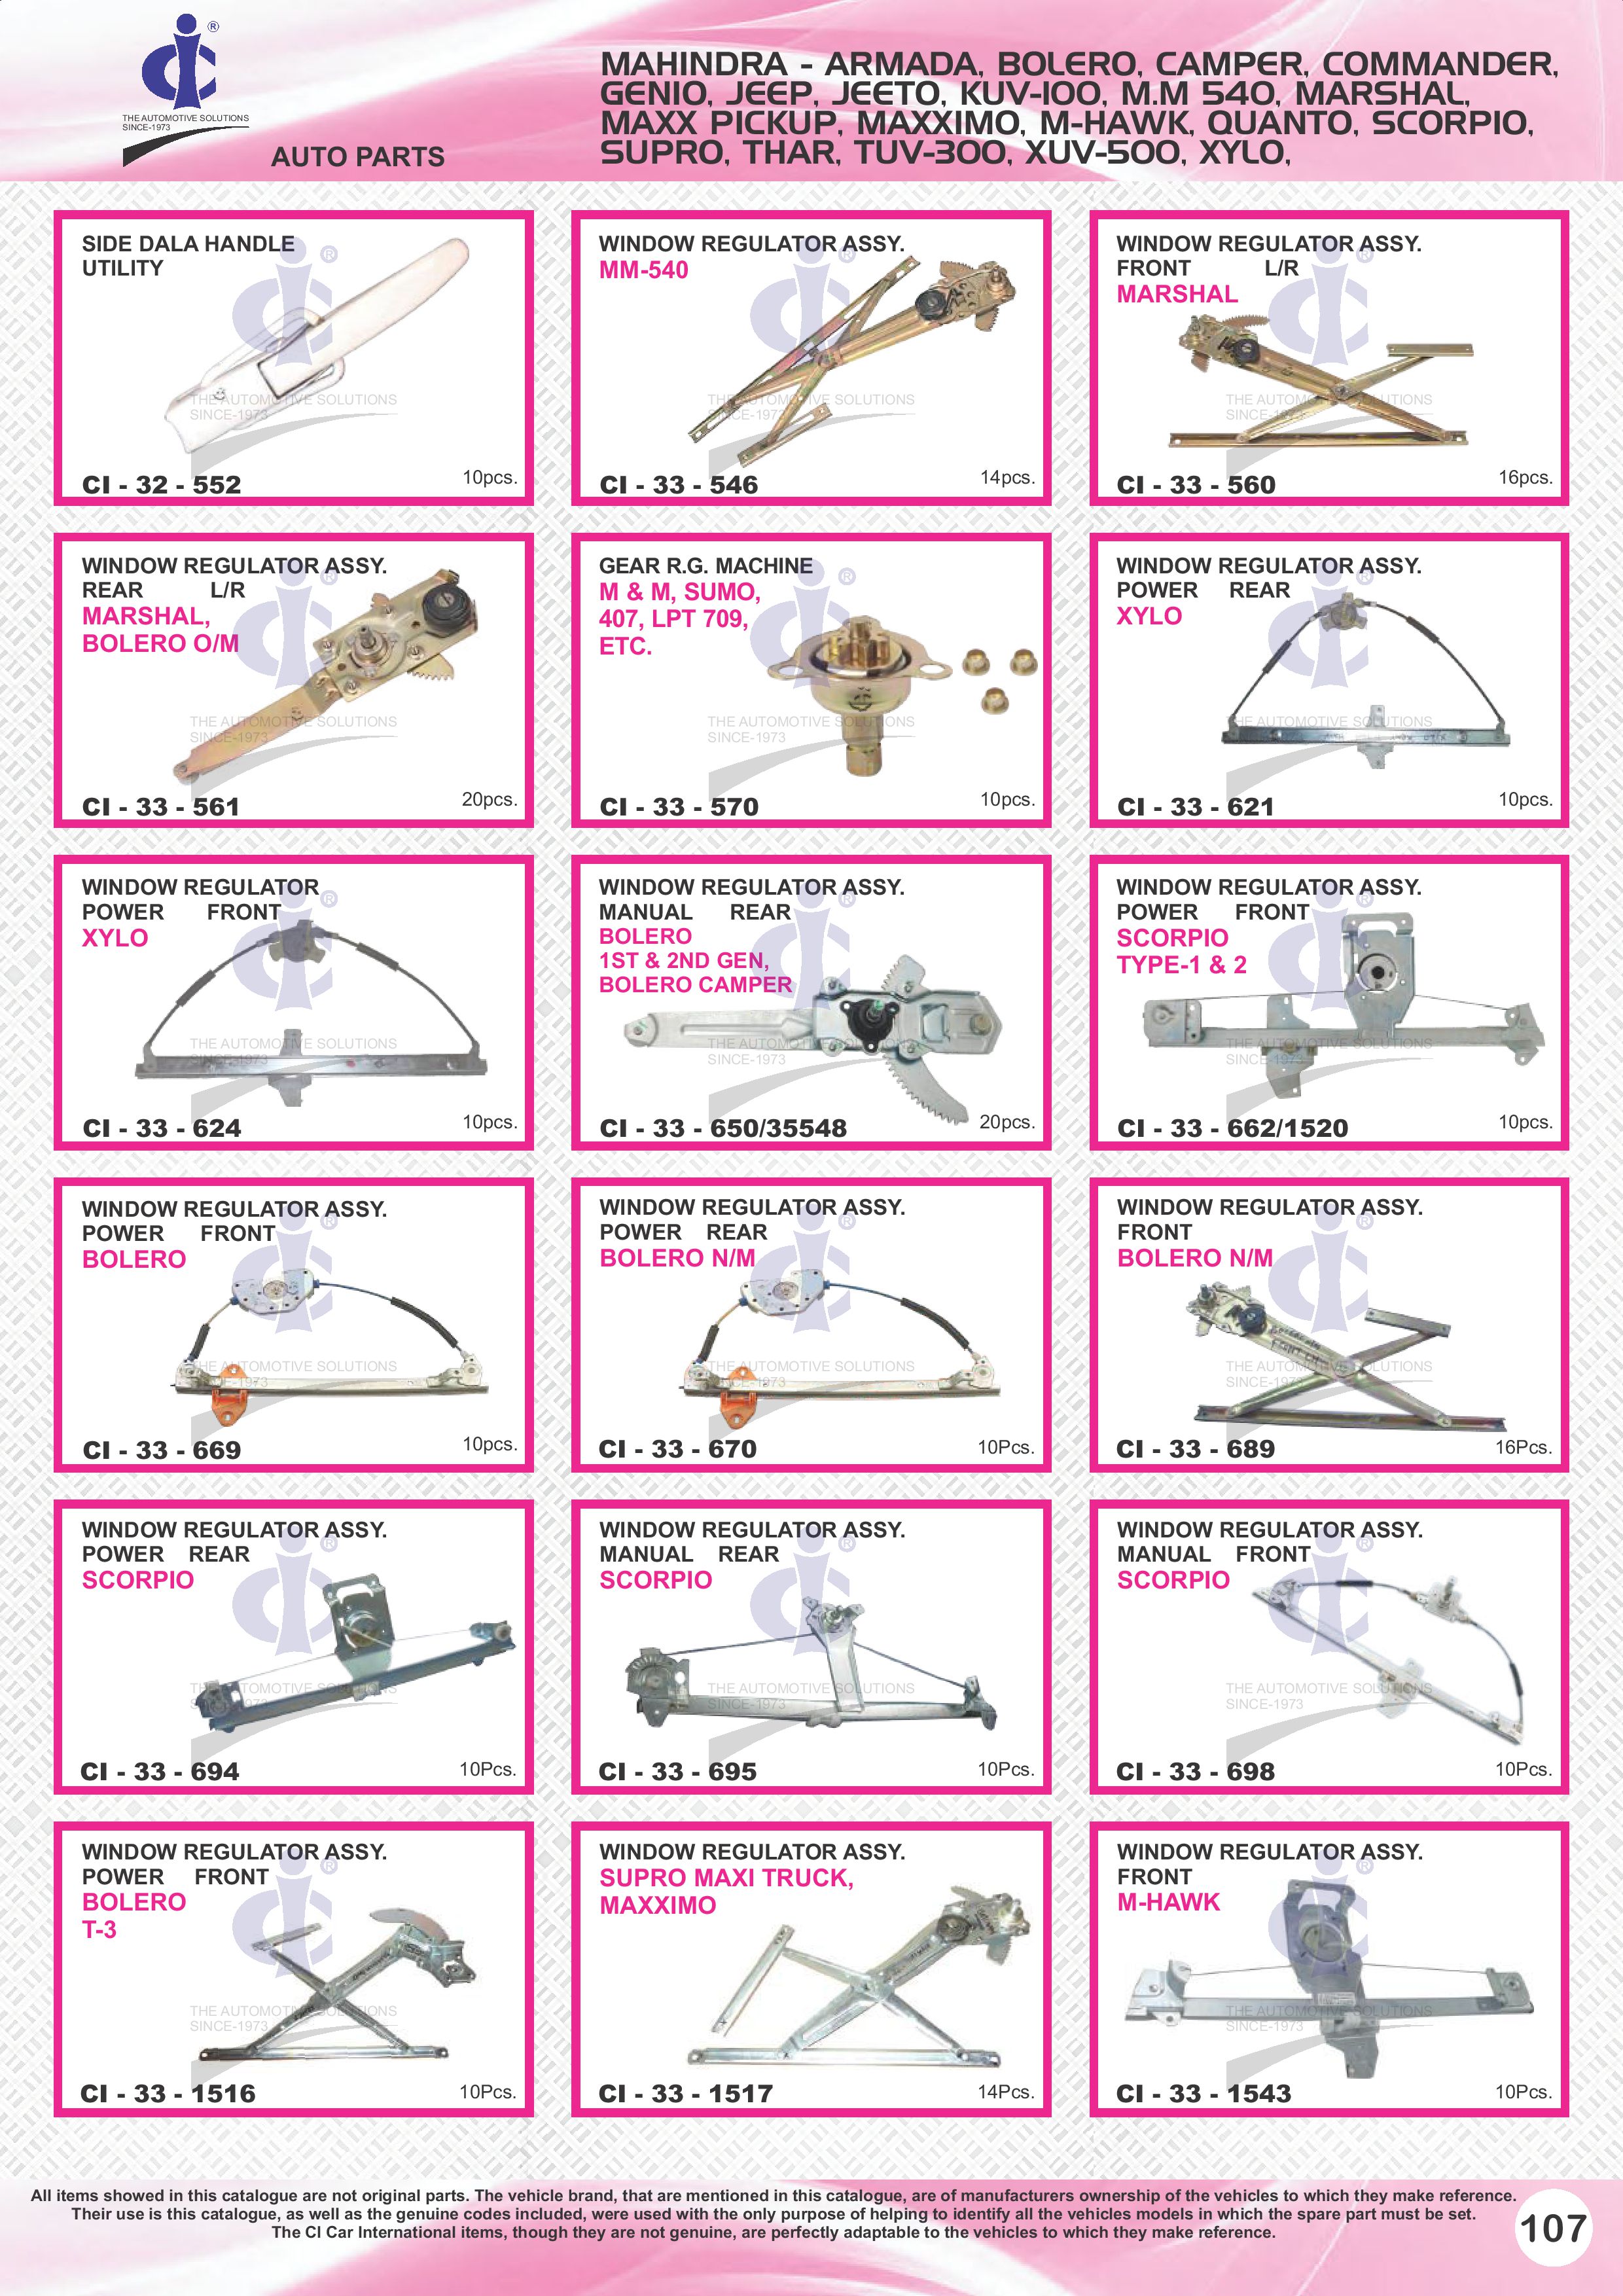 ®
THE AUTOMOTIVE SOLUTIONS
SINCE-1973
AUTO PARTS
MAHINDRA - ARMADA, BOLERO, CAMPER, COMMANDER,
GENIO, JEEP, JEETO, KUV-100, M.M 540, MARSHAL,
MAXX PICKUP, MAXXIMO, M-HAWK, QUANTO, SCORPIO,
SUPRO, THAR, TUV-300, XUV-500, XYLO,
SIDE DALA HANDLE
UTILITY
CI - 32 - 552
10pcs.
WINDOW REGULATOR ASSY.
MM-540
CI - 33 - 546
14pcs.
WINDOW REGULATOR ASSY.
FRONT L/R
MARSHAL
CI - 33 - 560
16pcs.
WINDOW REGULATOR ASSY.
REAR L/R
MARSHAL,
BOLERO O/M
CI - 33 - 561
20pcs.
GEAR R.G. MACHINE
M & M, SUMO,
407, LPT 709,
ETC.
CI - 33 - 570
10pcs.
WINDOW REGULATOR ASSY.
POWER REAR
XYLO
CI - 33 - 621
10pcs.
WINDOW REGULATOR
POWER FRONT
XYLO
CI - 33 - 624
10pcs.
WINDOW REGULATOR ASSY.
MANUAL REAR
BOLERO
1ST & 2ND GEN,
BOLERO CAMPER
CI - 33 - 650/35548
20pcs.
WINDOW REGULATOR ASSY.
POWER FRONT
SCORPIO
TYPE-1 & 2
CI - 33 - 662/1520
10pcs.
WINDOW REGULATOR ASSY.
POWER FRONT
BOLERO
CI - 33 - 669
10pcs.
WINDOW REGULATOR ASSY.
POWER REAR
BOLERO N/M
CI - 33 - 670
10Pcs.
WINDOW REGULATOR ASSY.
FRONT
BOLERO N/M
CI - 33 - 689
16Pcs.
WINDOW REGULATOR ASSY.
POWER REAR
SCORPIO
CI - 33 - 694
10Pcs.
WINDOW REGULATOR ASSY.
MANUAL REAR
SCORPIO
CI - 33 - 695
10Pcs.
WINDOW REGULATOR ASSY.
MANUAL FRONT
SCORPIO
CI - 33 - 698
10Pcs.
WINDOW REGULATOR ASSY.
POWER FRONT
BOLERO
T-3
CI - 33 - 1516
10Pcs.
WINDOW REGULATOR ASSY.
SUPRO MAXI TRUCK,
MAXXIMO
CI - 33 - 1517
14Pcs.
WINDOW REGULATOR ASSY.
FRONT
M-HAWK
CI - 33 - 1543
10Pcs.
All items showed in this catalogue are not original parts. The vehicle brand, that are mentioned in this catalogue, are of manufacturers ownership of the vehicles to which they make reference.
Their use is this catalogue, as well as the genuine codes included, were used with the only purpose of helping to identify all the vehicles models in which the spare part must be set.
The CI Car International items, though they are not genuine, are perfectly adaptable to the vehicles to which they make reference.
107